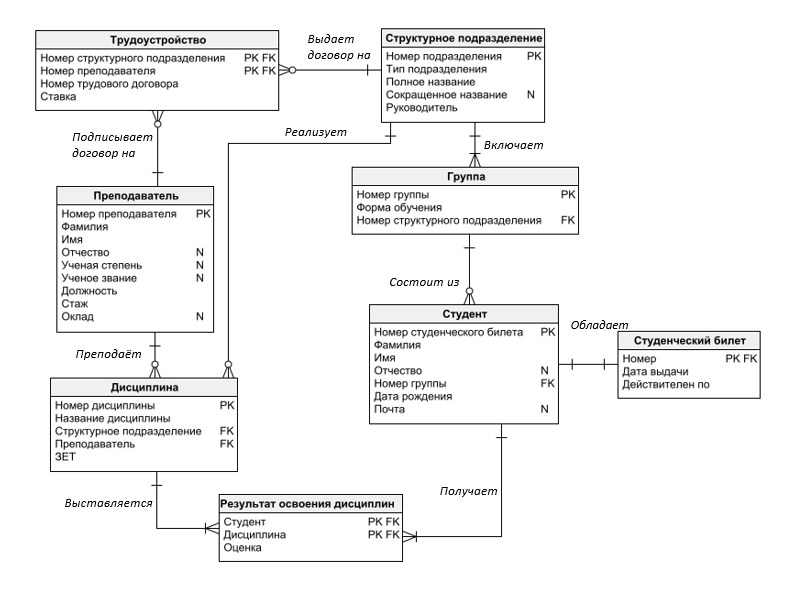 Трудоустройство
Номер структурного подразделения PK FK
Номер преподавателя PK FK
Номер трудового договора
Ставка
Выдает
договор на
Структурное подразделение
Номер подразделения PK
Тип подразделения
Полное название
Сокращенное название N
Руководитель
Подписывает
договор на
Реализует
Включает
Группа
Номер группы PK
Форма обучения
Номер структурного подразделения FK
Преподаватель
Номер преподавателя PK
Фамилия
Имя
Отчество N
Ученая степень N
Ученое звание N
Должность
Стаж
Оклад N
Состоит из
Студент
Номер студенческого билета PK
Фамилия
Имя
Отчество N
Номер группы FK
Дата рождения
Почта N
Обладает
Студенческий билет
Номер PK FK
Дата выдачи
Действителен по
Преподаёт
Дисциплина
Номер дисциплины PK
Название дисциплины
Структурное подразделение FK
Преподаватель FK
ЗЕТ
Выставляется
Получает
Результат освоения дисциплин
Студент PK FK
Дисциплина PK FK
Оценка